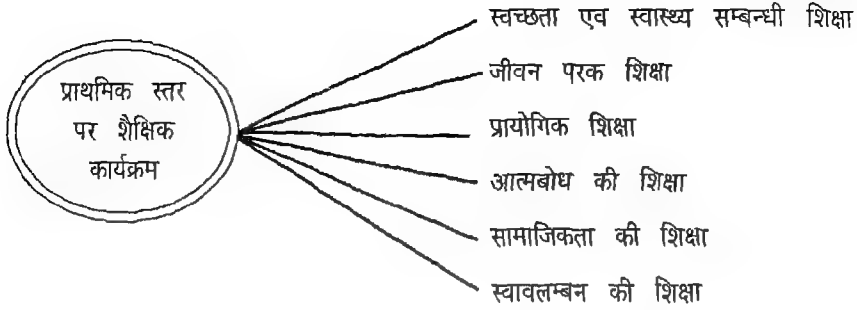 प्राथमिक स्तर
पर शैक्षिक
कार्यक्रम
स्वच्छता एव स्वास्थ्य सम्बन्धी शिक्षा
जीवन परक शिक्षा
प्रायोगिक शिक्षा
आत्मबोध की शिक्षा
सामाजिकता की शिक्षा
स्वावलम्बन की शिक्षा